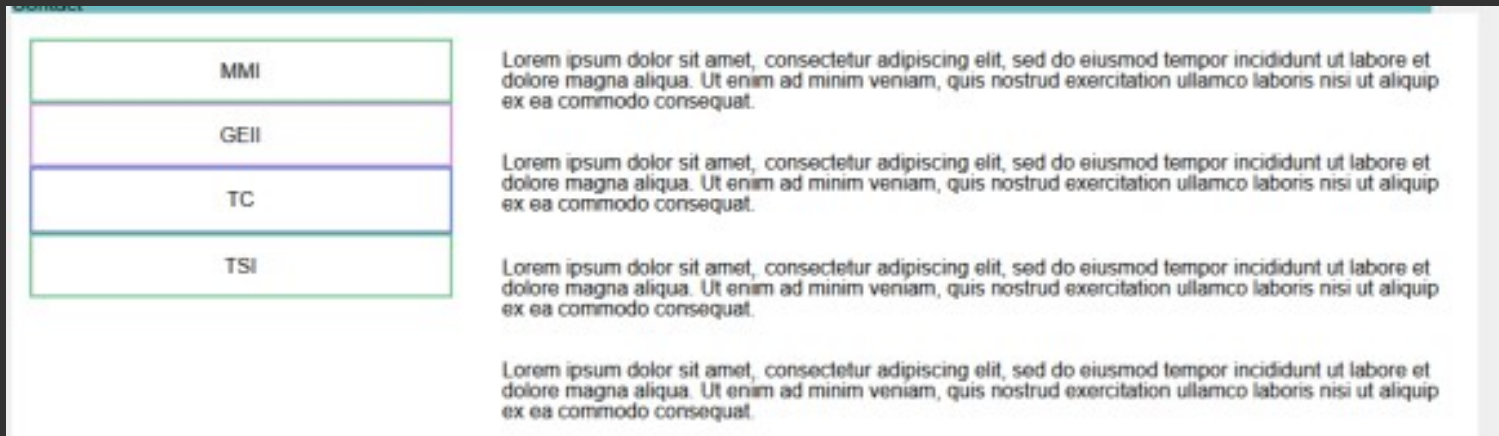 Contact
MMI
GEII
TC
TSI
Lorem ipsum dolor sit amet, consectetur adipiscing elit, sed do eiusmod tempor incididunt ut labore et
dolore magna aliqua. Ut enim ad minim veniam, quis nostrud exercitation ullamco laboris nisi ut aliquip
ex ea commodo consequat.
Lorem ipsum dolor sit amet, consectetur adipiscing elit, sed do eiusmod tempor incididunt ut labore et
dolore magna aliqua. Ut enim ad minim veniam, quis nostrud exercitation ullamco laboris nisi ut aliquip
ex ea commodo consequat.
Lorem ipsum dolor sit amet, consectetur adipiscing elit, sed do eiusmod tempor incididunt ut labore et
dolore magna aliqua. Ut enim ad minim veniam, quis nostrud exercitation ullamco laboris nisi ut aliquip
ex ea commodo consequat.
Lorem ipsum dolor sit amet, consectetur adipiscing elit, sed do eiusmod tempor incididunt ut labore et
dolore magna aliqua. Ut enim ad minim veniam, quis nostrud exercitation ullamco laboris nisi ut aliquip
ex ea commodo consequat.